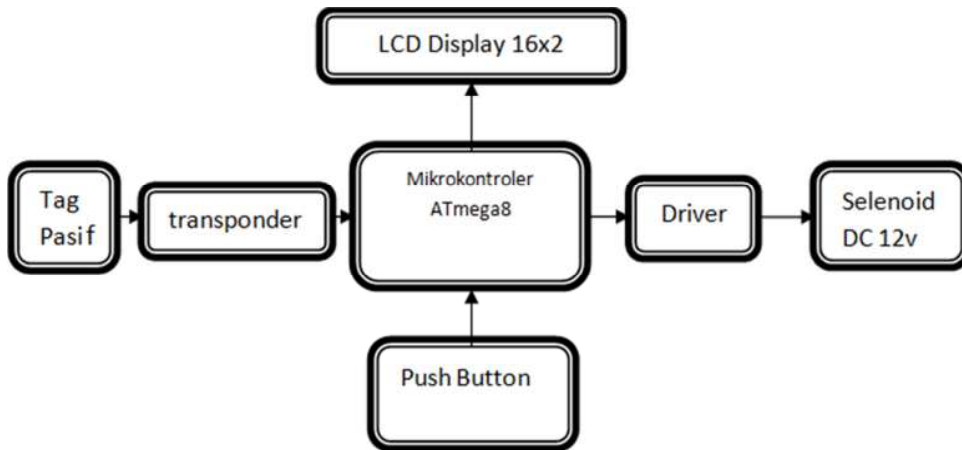 LCD Display 16x2
Tag
Pasif
transponder
Mikrokontroler
ATmega8
Driver
Selenoid
DC 12v
Push Button